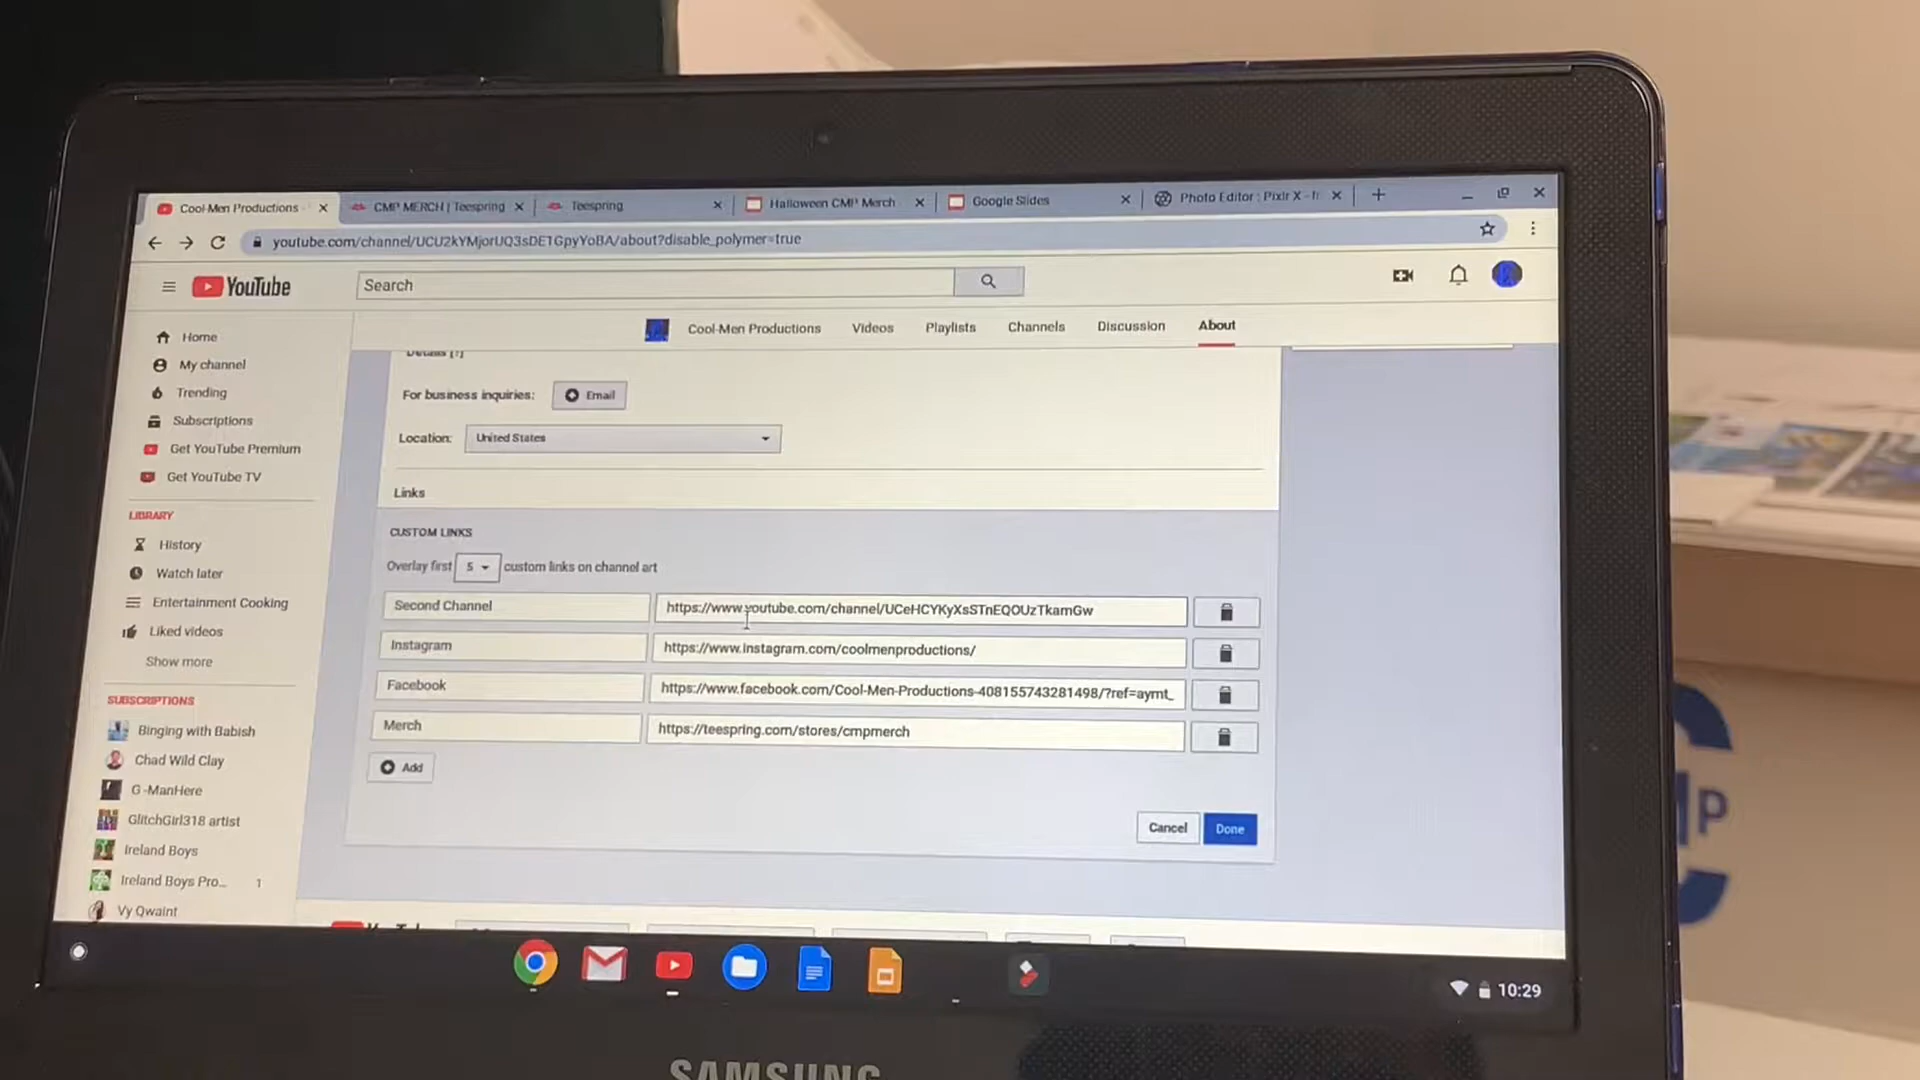 Cool-Men Productions -
CMP MERCH | Teespring
Teespring
Halloween CMP Merch
Google Slides
Photo Editor : Pixlr X - fr
youtube.com/channel/UCU2kYMjorUQ3sDE1GpyYoBA/about?disable_polymer=true
YouTube
Search
Cool-Men Productions
Videos
Playlists
Channels
Discussion
About
Home
My channel
Trending
Subscriptions
Get YouTube Premium
Get YouTube TV
LIBRARY
History
Watch later
Entertainment Cooking
Liked videos
Show more
SUBSCRIPTIONS
Binging with Babish
Chad Wild Clay
G -ManHere
GlitchGirl318 artist
Ireland Boys
Ireland Boys Pro... 1
Vy Qwaint
Details [?]
For business inquiries: Email
Location: United States
Links
CUSTOM LINKS
Overlay first 5 custom links on channel art
Second Channel https://www.youtube.com/channel/UCeHCYKyXsSTnEQOUzTkamGw
Instagram https://www.instagram.com/coolmenproductions/
Facebook https://www.facebook.com/Cool-Men-Productions-408155743281498/?ref=aymt_
Merch https://teespring.com/stores/cmpmerch
Add
Cancel Done
10:29
SAMSUNG